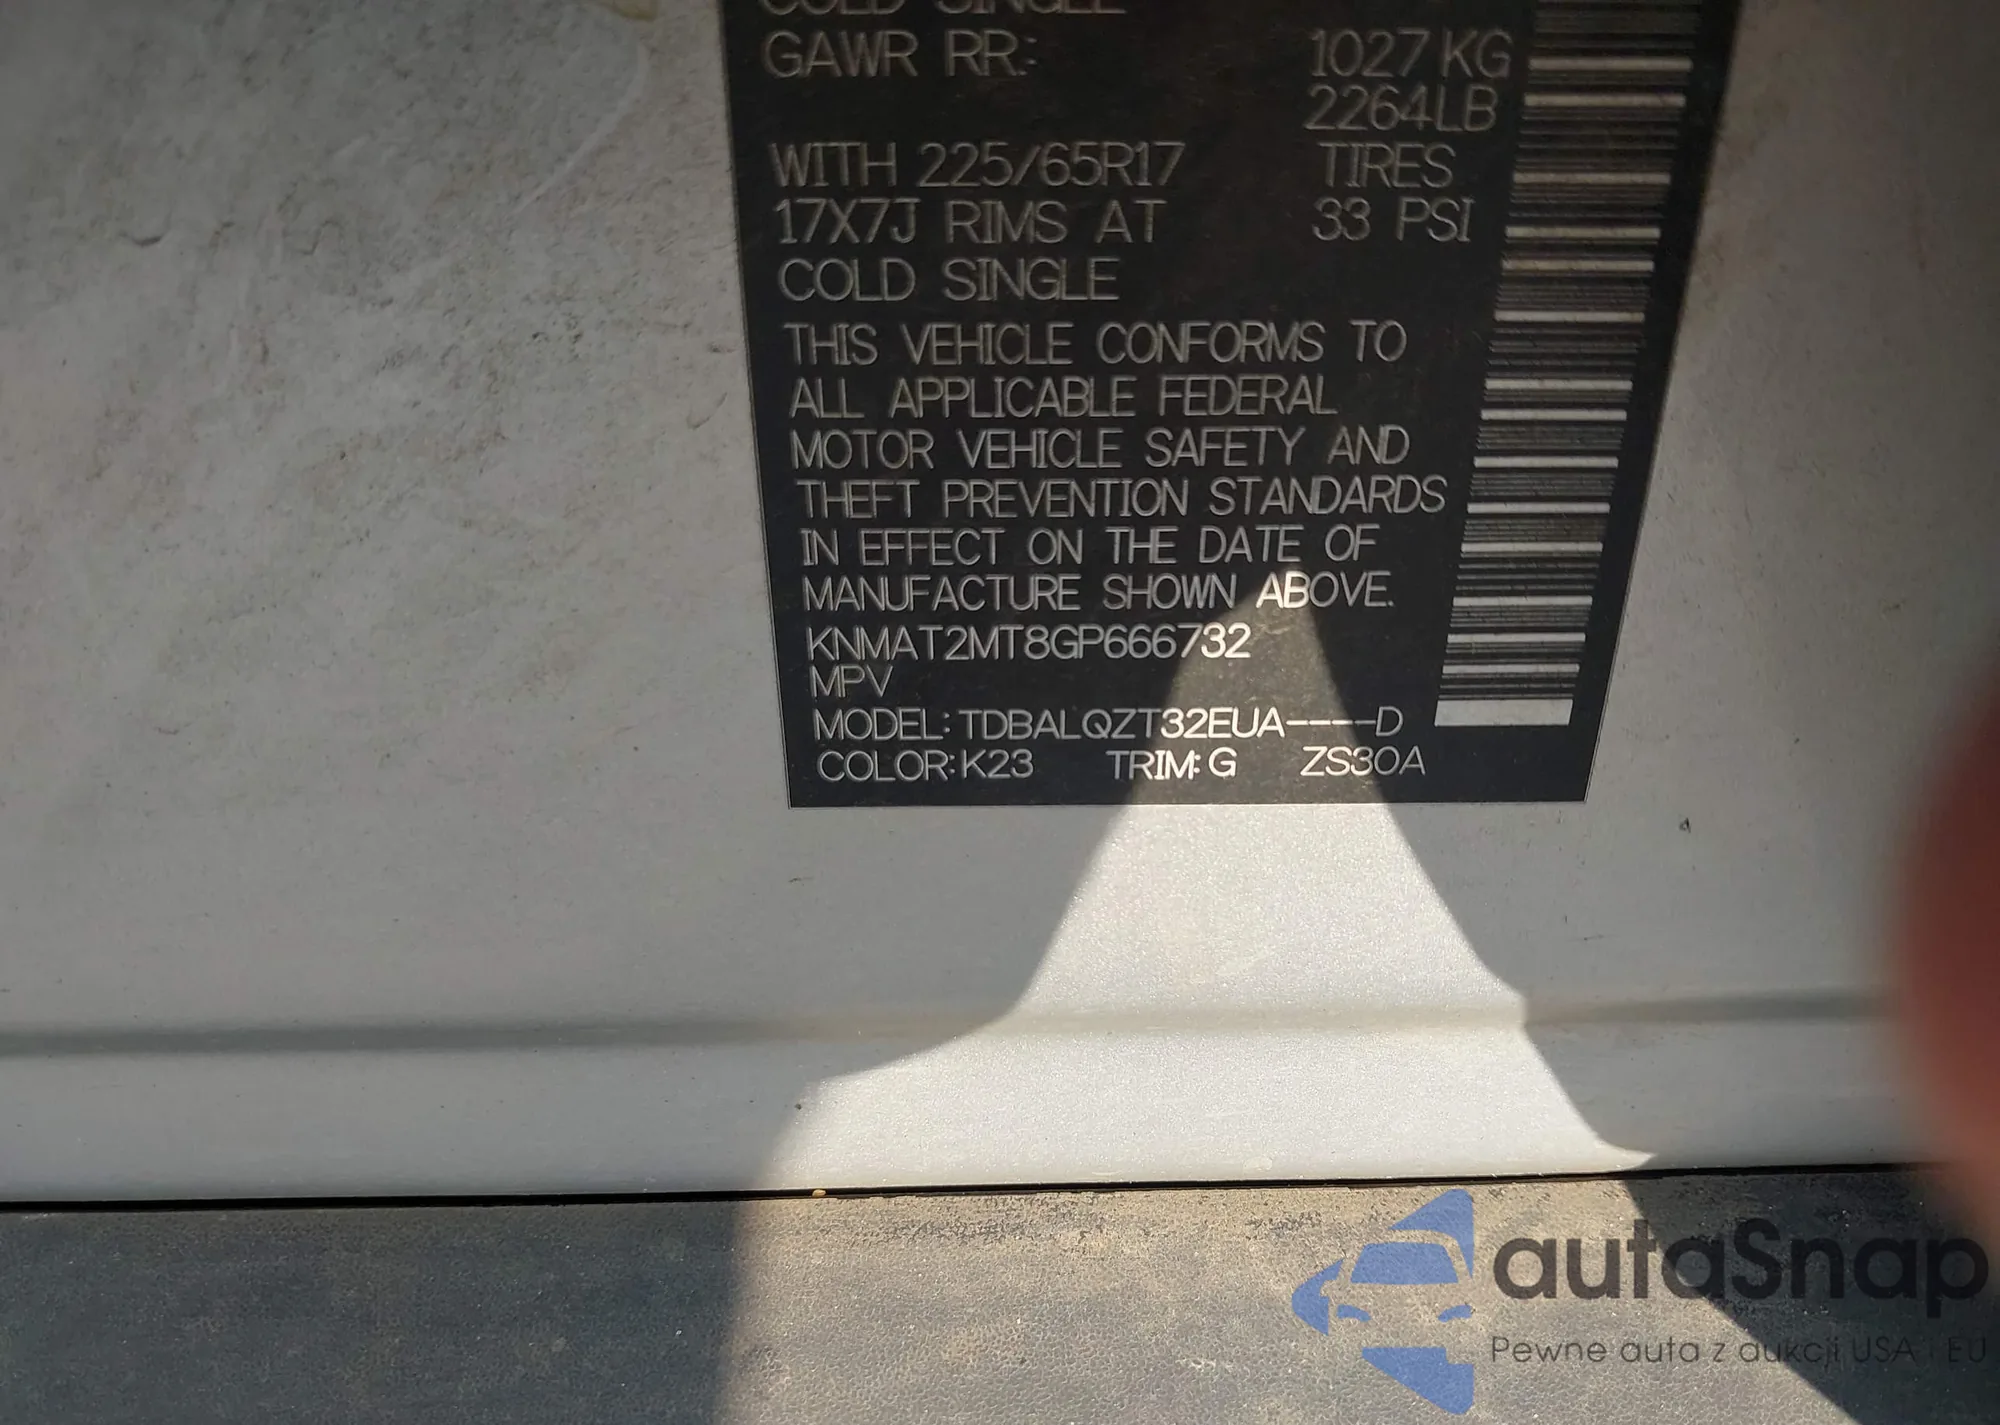 COLD SINGLE
GAWR RR: 1027 KG
2264LB
WITH 225/65R17 TIRES
17X7J RIMS AT 33 PSI
COLD SINGLE
THIS VEHICLE CONFORMS TO
ALL APPLICABLE FEDERAL
MOTOR VEHICLE SAFETY AND
THEFT PREVENTION STANDARDS
IN EFFECT ON THE DATE OF
MANUFACTURE SHOWN ABOVE.
KNMAT2MT8GP666732
MPV
MODEL: TDBALQZT32EUA----D
COLOR: K23 TRIM: G ZS30A
autaSnap
Pewne auta z aukcji USA i EU